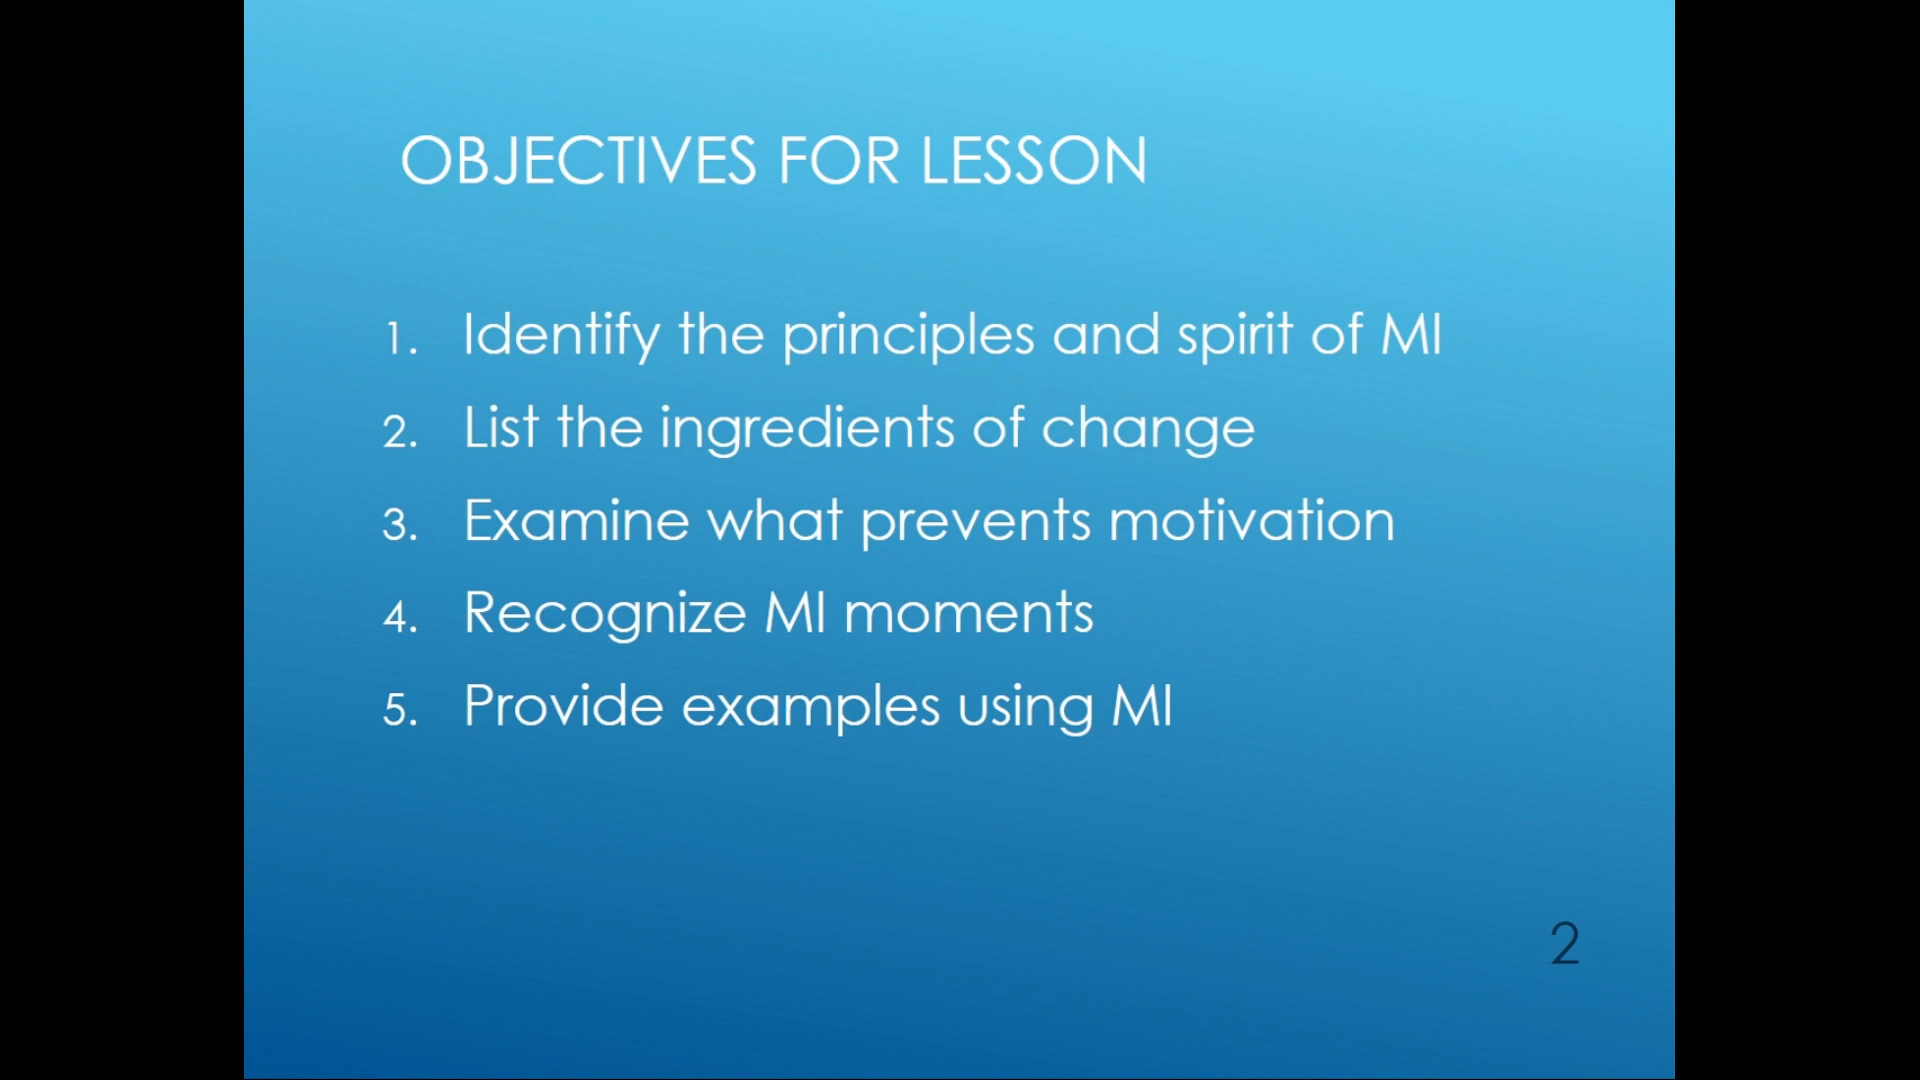 OBJECTIVES FOR LESSON
1. Identify the principles and spirit of MI
2. List the ingredients of change
3. Examine what prevents motivation
4. Recognize MI moments
5. Provide examples using MI
2